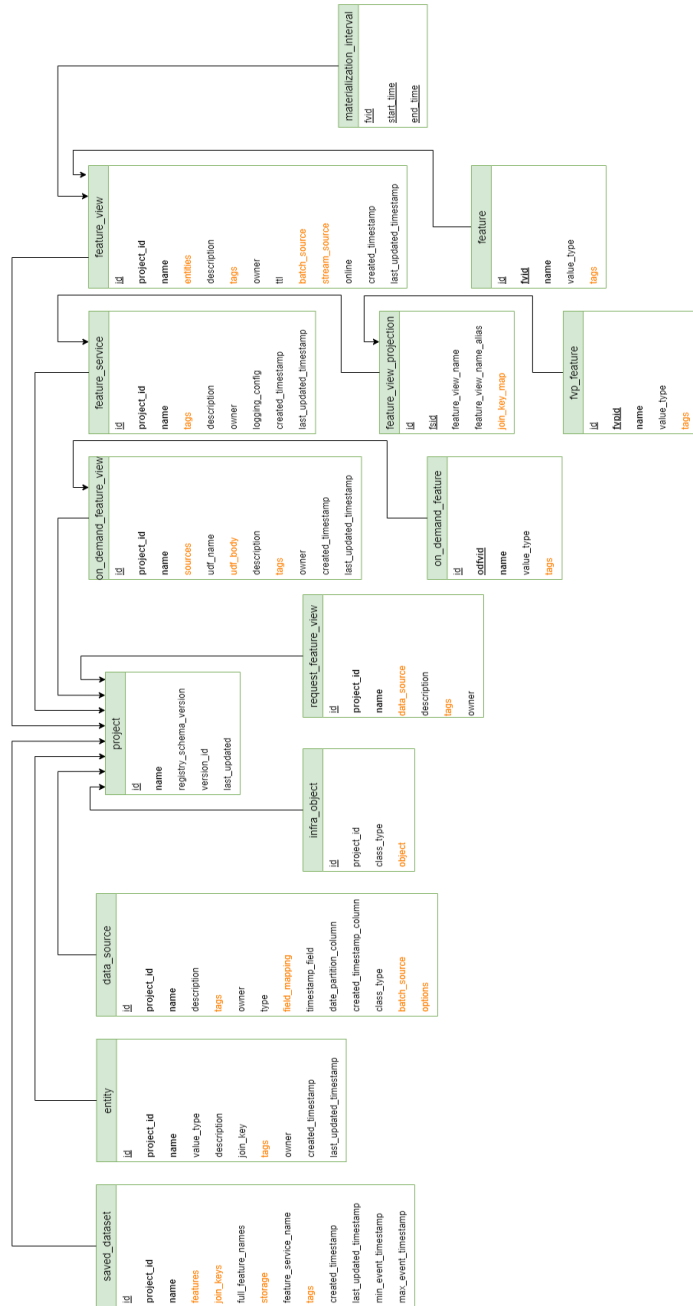 saved_dataset
id
project_id
name
features
join_keys
full_feature_names
storage
feature_service_name
tags
created_timestamp
last_updated_timestamp
min_event_timestamp
max_event_timestamp
entity
id
project_id
name
value_type
description
join_key
tags
owner
created_timestamp
last_updated_timestamp
data_source
id
project_id
name
description
tags
owner
type
field_mapping
timestamp_field
date_partition_column
created_timestamp_column
class_type
batch_source
options
project
id
name
registry_schema_version
version_id
last_updated
on_demand_feature_view
id
project_id
name
sources
udf_name
udf_body
description
tags
owner
created_timestamp
last_updated_timestamp
feature_service
id
project_id
name
tags
description
owner
logging_config
created_timestamp
last_updated_timestamp
feature_view
id
project_id
name
entities
description
tags
owner
ttl
batch_source
stream_source
online
created_timestamp
last_updated_timestamp
infra_object
id
project_id
class_type
object
request_feature_view
id
project_id
name
data_source
description
tags
owner
on_demand_feature
id
odfvid
name
value_type
tags
feature_view_projection
id
fsid
feature_view_name
feature_view_name_alias
join_key_map
materialization_interval
fvid
start_time
end_time
feature
id
fvid
name
value_type
tags
fvp_feature
id
fvpid
name
value_type
tags